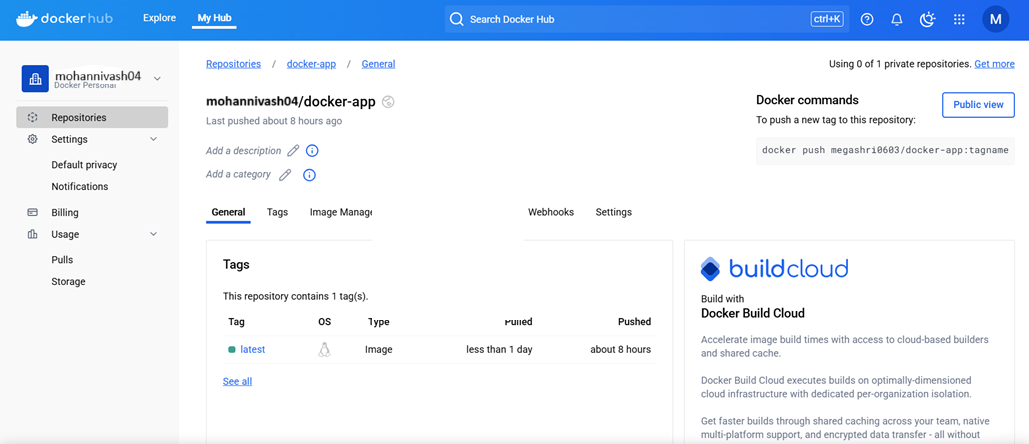 dockerhub Explore My Hub Search Docker Hub ctrl+K M
mohannivash04
Docker Personal
Repositories
Settings
Default privacy
Notifications
Billing
Usage
Pulls
Storage
Repositories / docker-app / General
Using 0 of 1 private repositories. Get more
mohannivash04/docker-app
Last pushed about 8 hours ago
Add a description
Add a category
Docker commands
Public view
To push a new tag to this repository:
docker push megashri0603/docker-app:tagname
General Tags Image Manage Webhooks Settings
Tags
This repository contains 1 tag(s).
Tag OS Type Pulled Pushed
latest Image less than 1 day about 8 hours
See all
buildcloud
Build with
Docker Build Cloud
Accelerate image build times with access to cloud-based builders
and shared cache.
Docker Build Cloud executes builds on optimally-dimensioned
cloud infrastructure with dedicated per-organization isolation.
Get faster builds through shared caching across your team, native
multi-platform support, and encrypted data transfer - all without